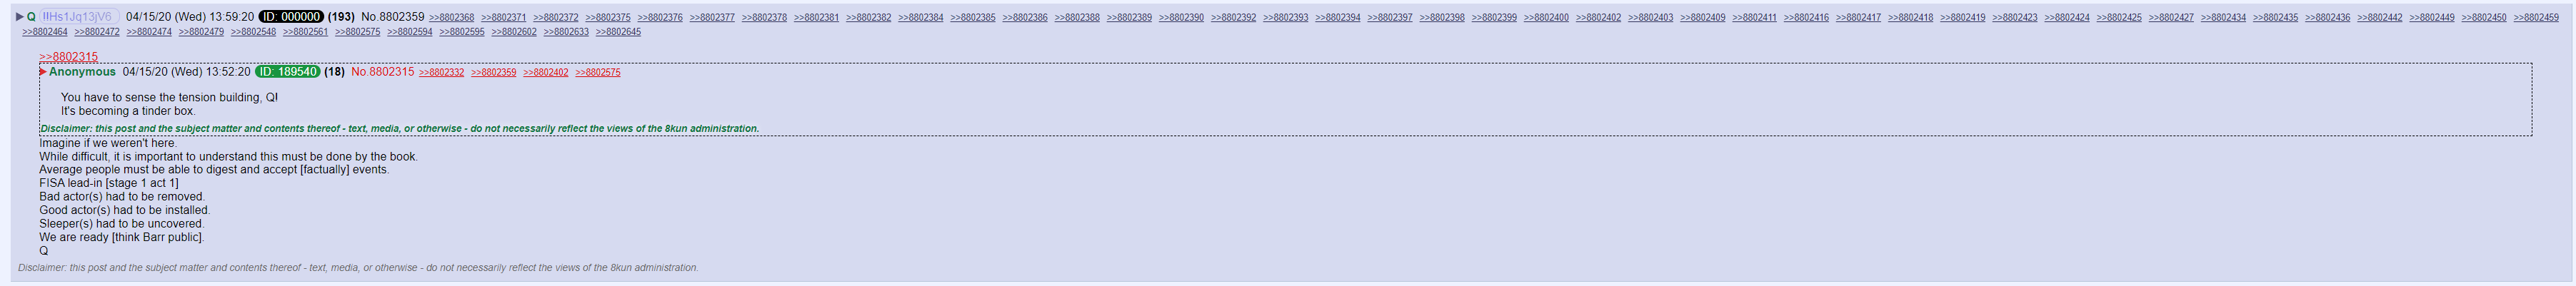 ▶ Q !!Hs1Jq13jV6 04/15/20 (Wed) 13:59:20 ID: 000000 (193) No.8802359 >>8802368 >>8802371 >>8802372 >>8802375 >>8802376 >>8802377 >>8802378 >>8802381 >>8802382 >>8802384 >>8802385 >>8802386 >>8802388 >>8802389 >>8802390 >>8802392 >>8802393 >>8802394 >>8802397 >>8802398 >>8802399 >>8802400 >>8802402 >>8802403 >>8802409 >>8802411 >>8802416 >>8802417 >>8802418 >>8802419 >>8802423 >>8802424 >>8802425 >>8802427 >>8802434 >>8802435 >>8802436 >>8802442 >>8802449 >>8802450 >>8802459
>>8802464 >>8802472 >>8802474 >>8802479 >>8802548 >>8802561 >>8802575 >>8802594 >>8802595 >>8802602 >>8802633 >>8802645
>>8802315
▶ Anonymous 04/15/20 (Wed) 13:52:20 ID: 189540 (18) No.8802315 >>8802332 >>8802359 >>8802402 >>8802575
You have to sense the tension building, Q!
It's becoming a tinder box.
Disclaimer: this post and the subject matter and contents thereof - text, media, or otherwise - do not necessarily reflect the views of the 8kun administration.
Imagine if we weren't here.
While difficult, it is important to understand this must be done by the book.
Average people must be able to digest and accept [factually] events.
FISA lead-in [stage 1 act 1]
Bad actor(s) had to be removed.
Good actor(s) had to be installed.
Sleeper(s) had to be uncovered.
We are ready [think Barr public].
Q
Disclaimer: this post and the subject matter and contents thereof - text, media, or otherwise - do not necessarily reflect the views of the 8kun administration.